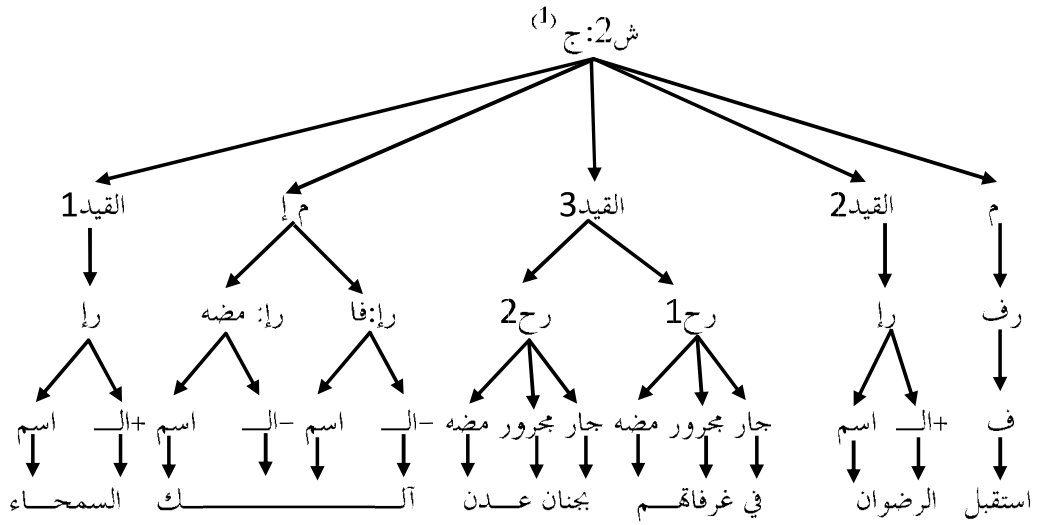 ش2: ج (1)
م القيد2 القيد3 م إ القيد1
رف رإ رح1 رح2 رإ:فا رإ: مضه رإ
ف +الـ اسم جار مجرور مضه جار مجرور مضه –الـ اسم –الـ اسم +الـ اسم
استقبل الرضوان في غرفاتهم بجنان عدن آلك السمحاء